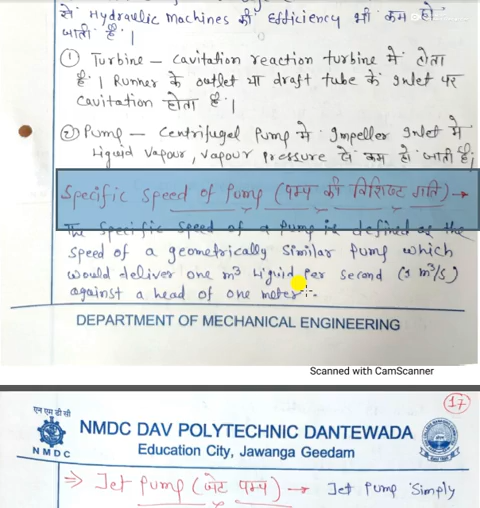 से Hydraulic Machines की Efficiency भी कम हो
जाती है।
① Turbine – Cavitation reaction turbine में होता
है। Runner के outlet या draft tube के Inlet पर
Cavitation होता है।
② Pump – Centrifugel Pump में Impeller Inlet में
Liquid Vapour, Vapour Pressure से कम हो जाती है।
Specific Speed of Pump (पम्प की विशिष्ट गति) →
The Specific Speed of a Pump is defined as the
Speed of a geometrically Similar Pump which
would deliver one m³ Liquid Per Second (1 m³/s)
against a head of one meter.
DEPARTMENT OF MECHANICAL ENGINEERING
Scanned with CamScanner
17
एन एम डी सी
NMDC
NMDC DAV POLYTECHNIC DANTEWADA
Education City, Jawanga Geedam
⇒ Jet Pump (जेट पम्प) → Jet Pump Simply